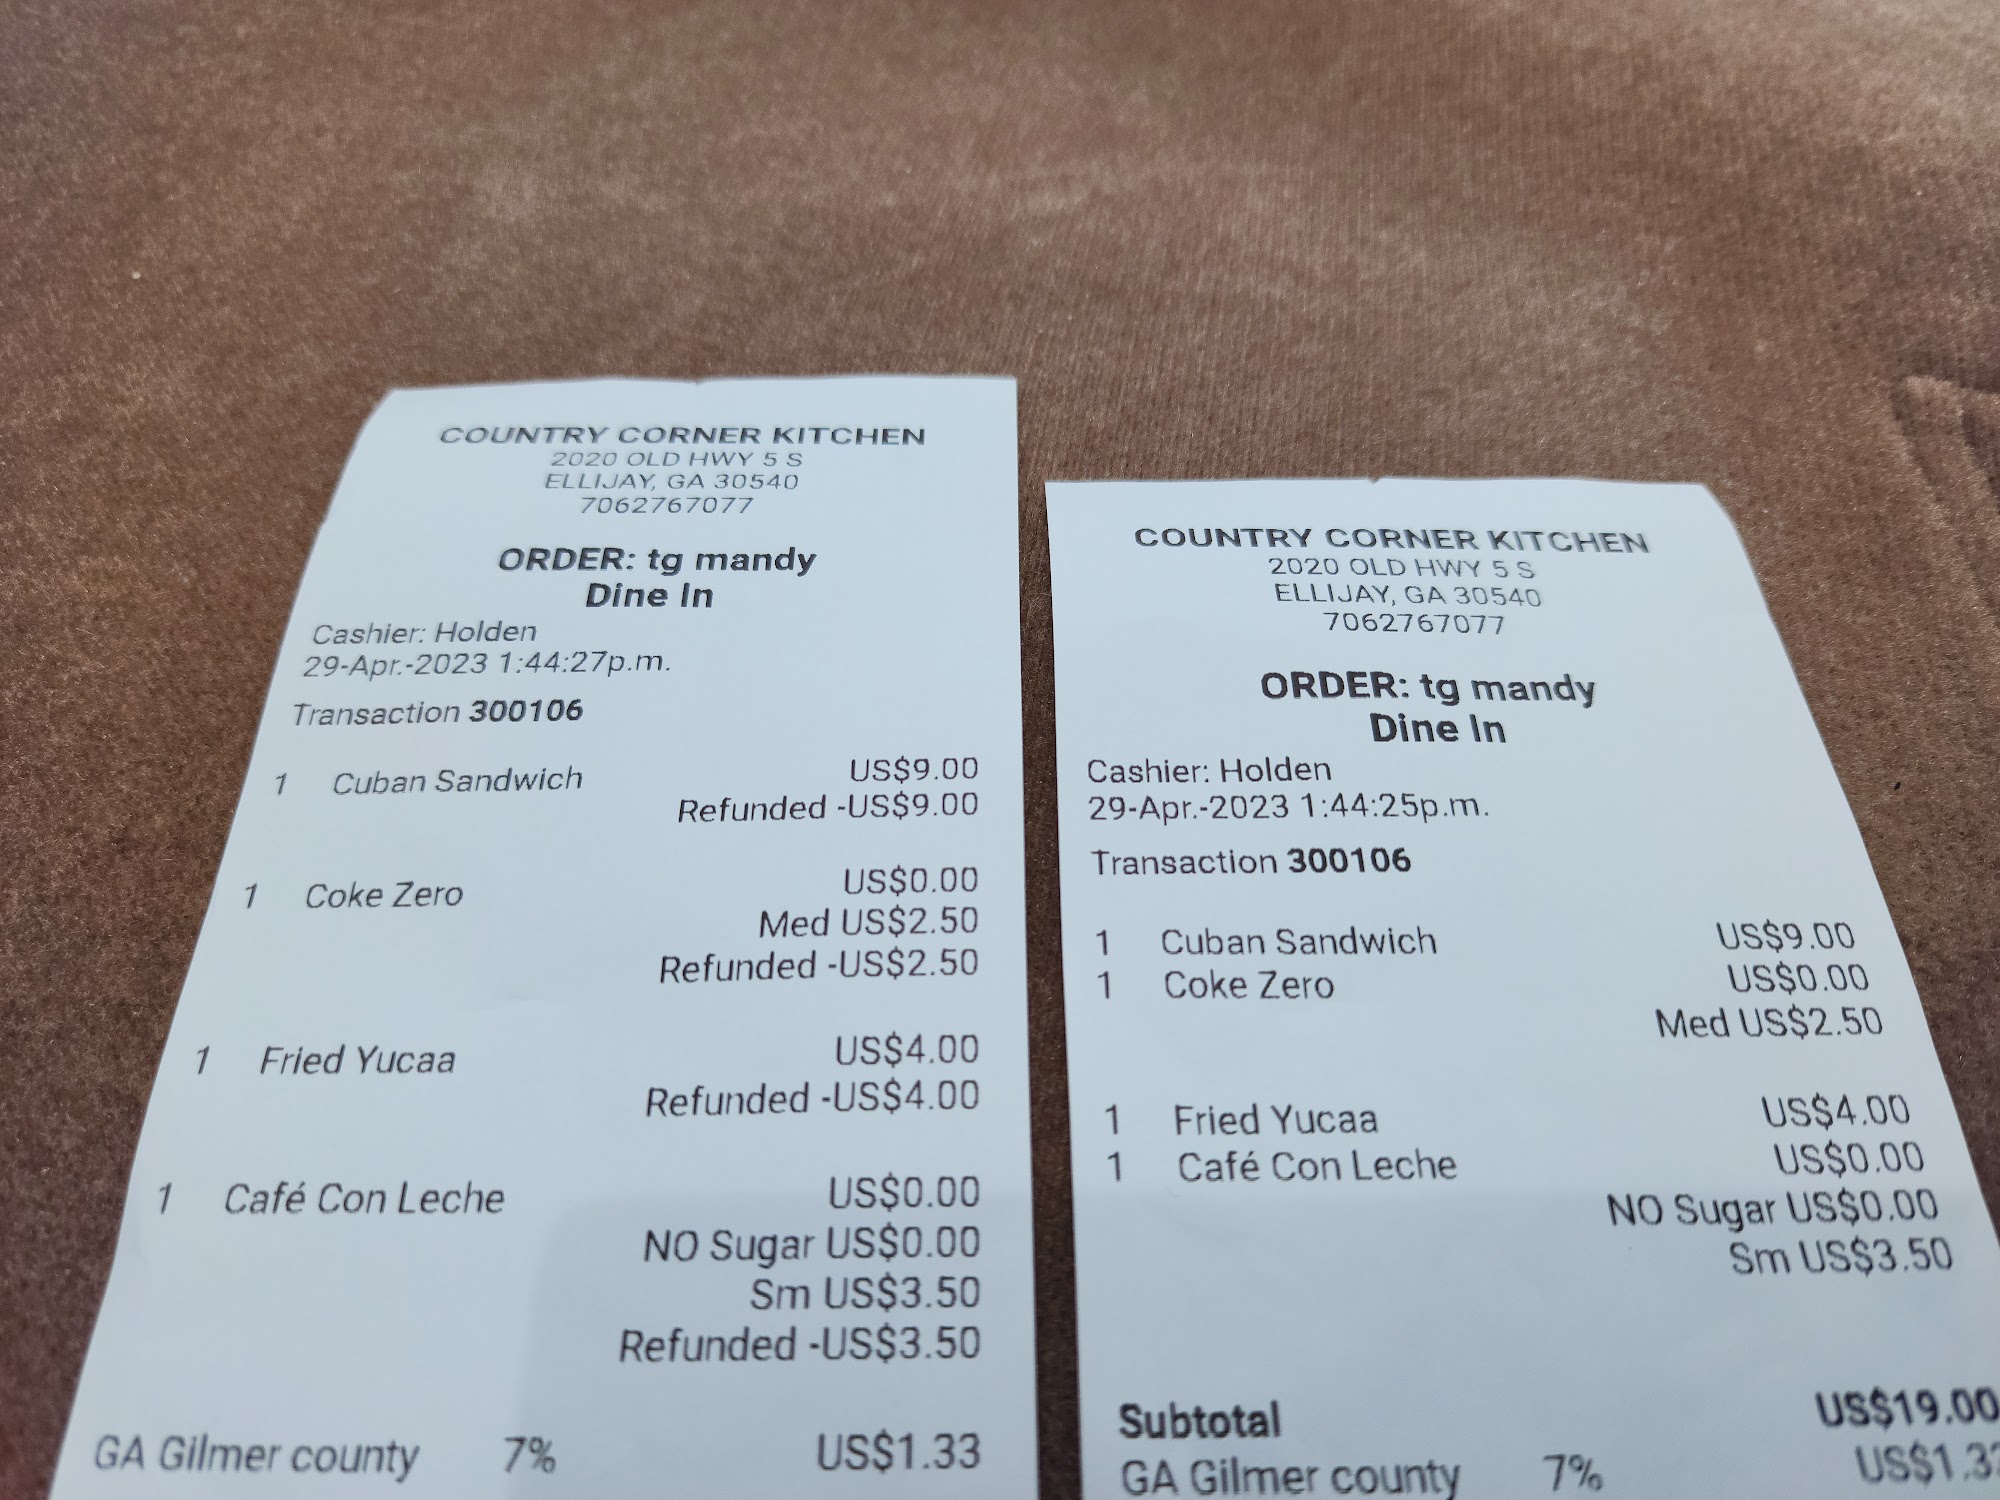 COUNTRY CORNER KITCHEN
2020 OLD HWY 5 S
ELLIJAY, GA 30540
7062767077
ORDER: tg mandy
Dine In
Cashier: Holden
29-Apr.-2023 1:44:27p.m.
Transaction 300106
1 Cuban Sandwich US$9.00
Refunded -US$9.00
1 Coke Zero US$0.00
Med US$2.50
Refunded -US$2.50
1 Fried Yucaa US$4.00
Refunded -US$4.00
1 Café Con Leche US$0.00
NO Sugar US$0.00
Sm US$3.50
Refunded -US$3.50
GA Gilmer county 7% US$1.33
COUNTRY CORNER KITCHEN
2020 OLD HWY 5 S
ELLIJAY, GA 30540
7062767077
ORDER: tg mandy
Dine In
Cashier: Holden
29-Apr.-2023 1:44:25p.m.
Transaction 300106
1 Cuban Sandwich US$9.00
1 Coke Zero US$0.00
Med US$2.50
1 Fried Yucaa US$4.00
1 Café Con Leche US$0.00
NO Sugar US$0.00
Sm US$3.50
Subtotal US$19.00
GA Gilmer county 7% US$1.33